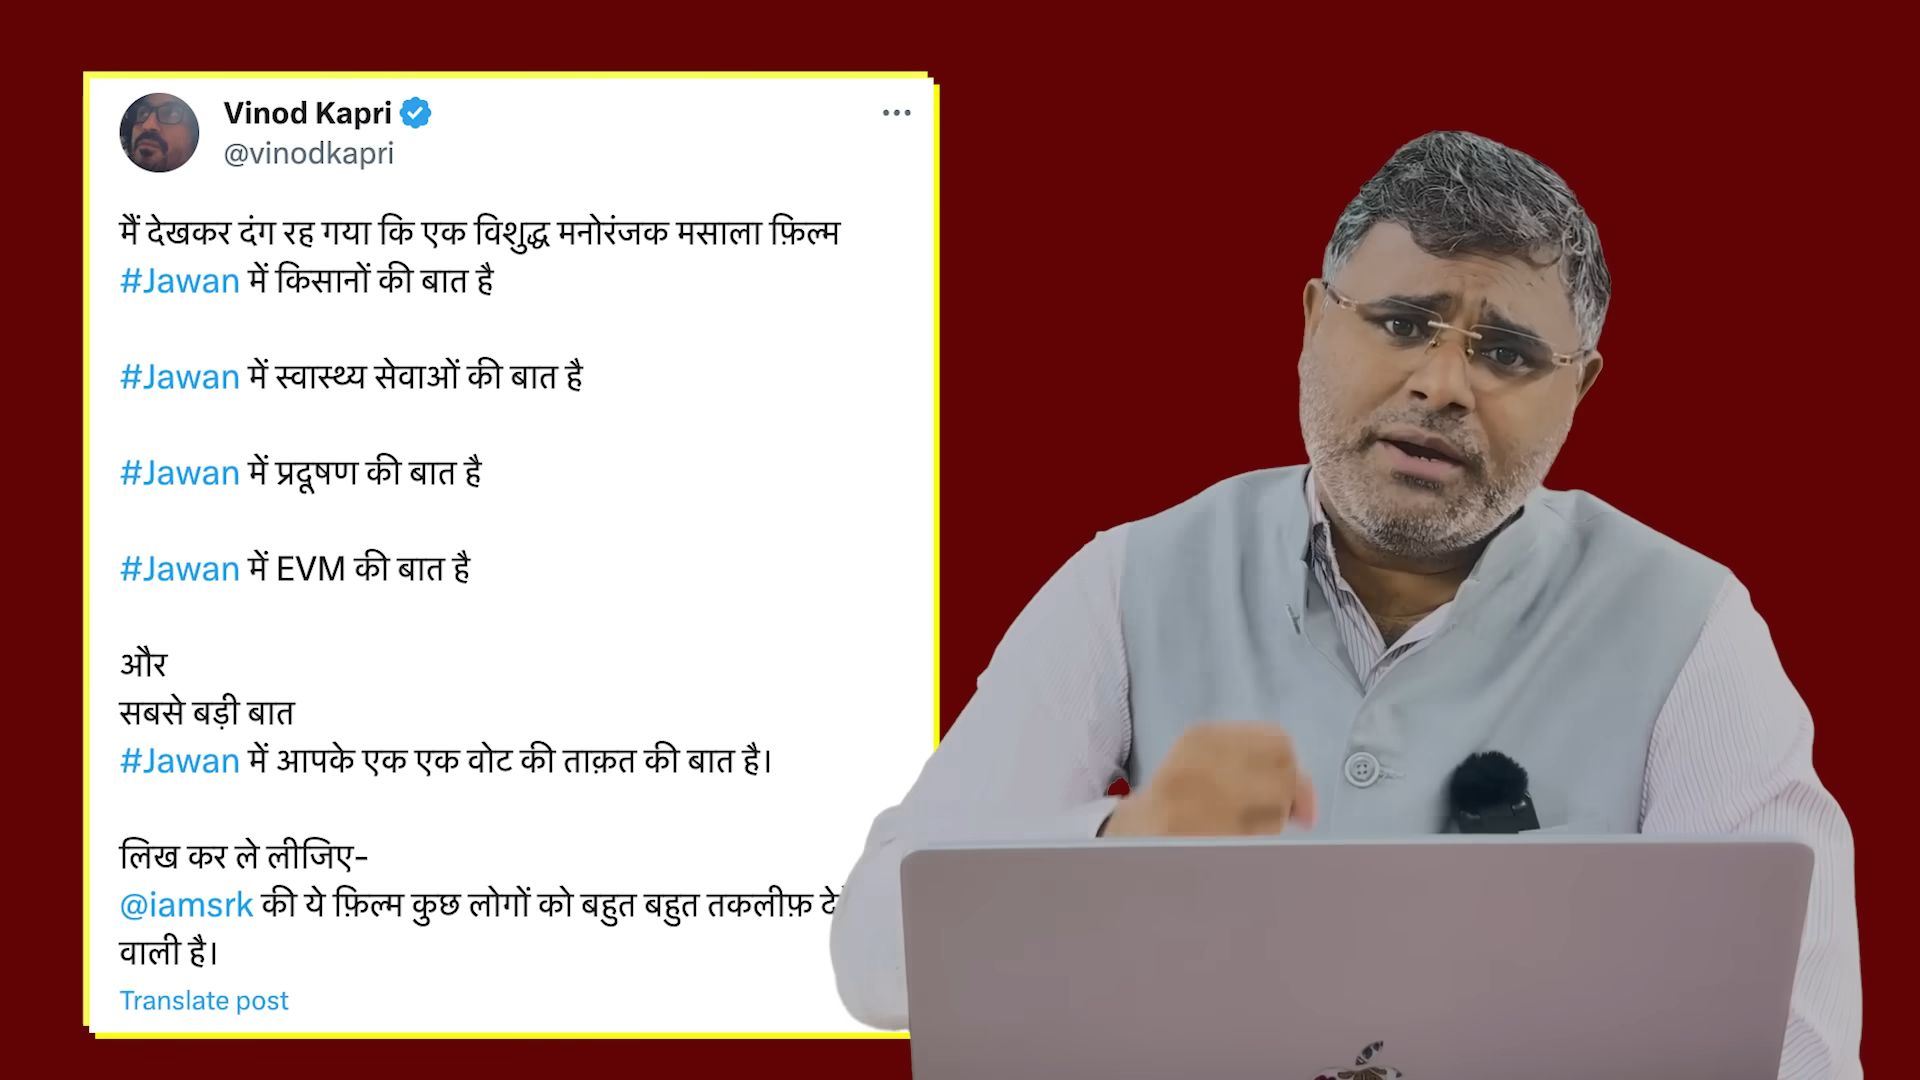 Vinod Kapri
@vinodkapri
मैं देखकर दंग रह गया कि एक विशुद्ध मनोरंजक मसाला फ़िल्म
#Jawan में किसानों की बात है
#Jawan में स्वास्थ्य सेवाओं की बात है
#Jawan में प्रदूषण की बात है
#Jawan में EVM की बात है
और
सबसे बड़ी बात
#Jawan में आपके एक एक वोट की ताक़त की बात है।
लिख कर ले लीजिए-
@iamsrk की ये फ़िल्म कुछ लोगों को बहुत बहुत तकलीफ़
वाली है।
Translate post